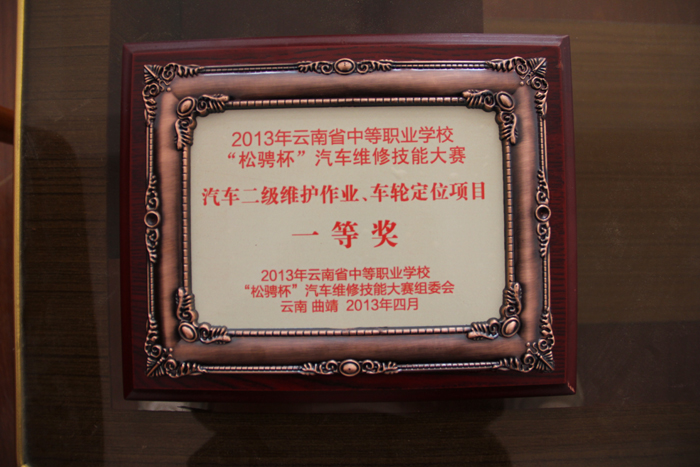 2013年云南省中等职业学校
“松骋杯”汽车维修技能大赛
汽车二级维护作业、车轮定位项目
一等奖
2013年云南省中等职业学校
“松骋杯”汽车维修技能大赛组委会
云南 曲靖 2013年四月